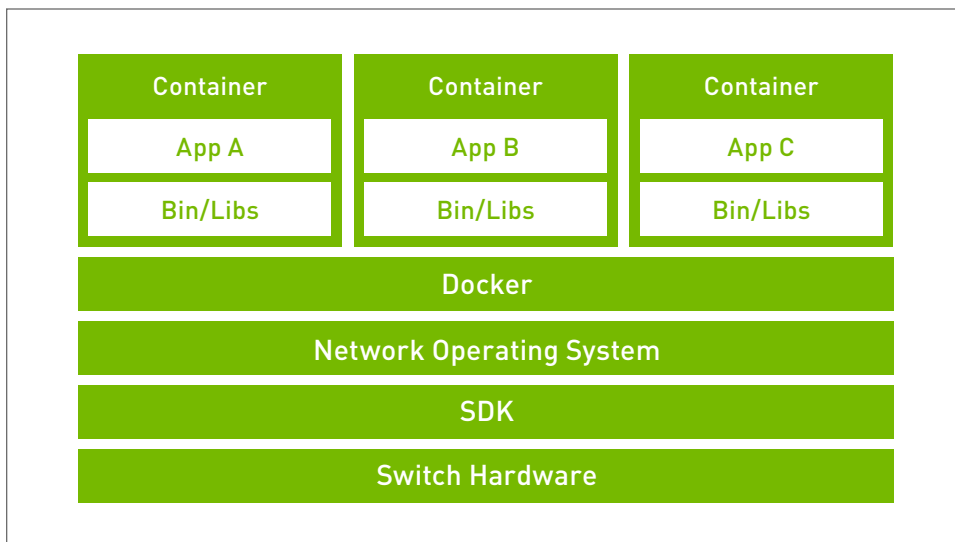 Container Container Container
App A App B App C
Bin/Libs Bin/Libs Bin/Libs
Docker
Network Operating System
SDK
Switch Hardware